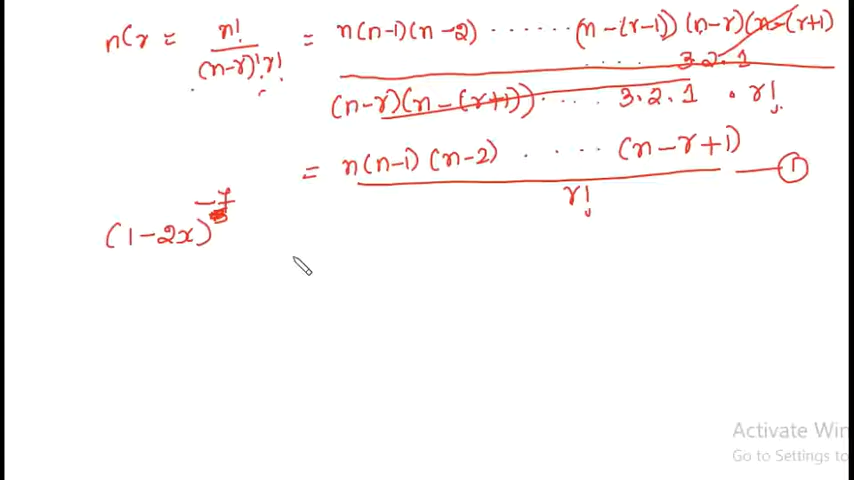 nCr = n!/(n-r)!r! = n(n-1)(n-2) ...... (n-(r-1)) (n-r)(n-(r+1) .... 3.2.1 / (n-r)(n-(r+1)) .... 3.2.1 . r!
= n(n-1)(n-2) . ... (n-r+1) / r! — ①
(1-2x)^-7
Activate Win
Go to Settings to